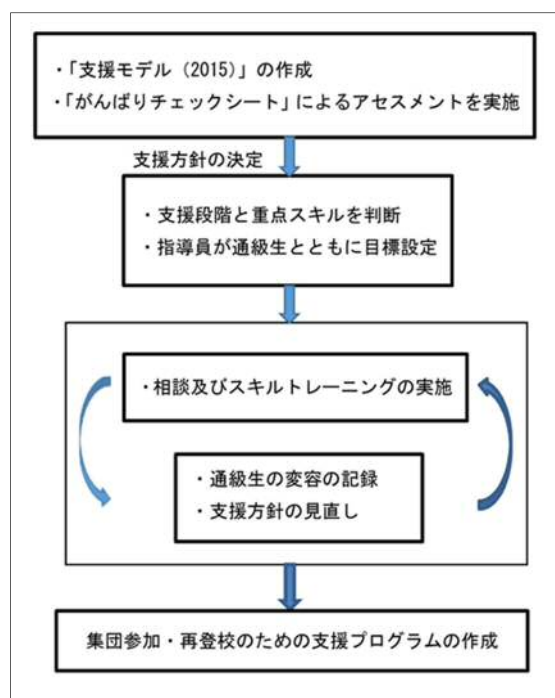 ・「支援モデル（2015）」の作成
・「がんばりチェックシート」によるアセスメントを実施
支援方針の決定
・支援段階と重点スキルを判断
・指導員が通級生とともに目標設定
・相談及びスキルトレーニングの実施
・通級生の変容の記録
・支援方針の見直し
集団参加・再登校のための支援プログラムの作成